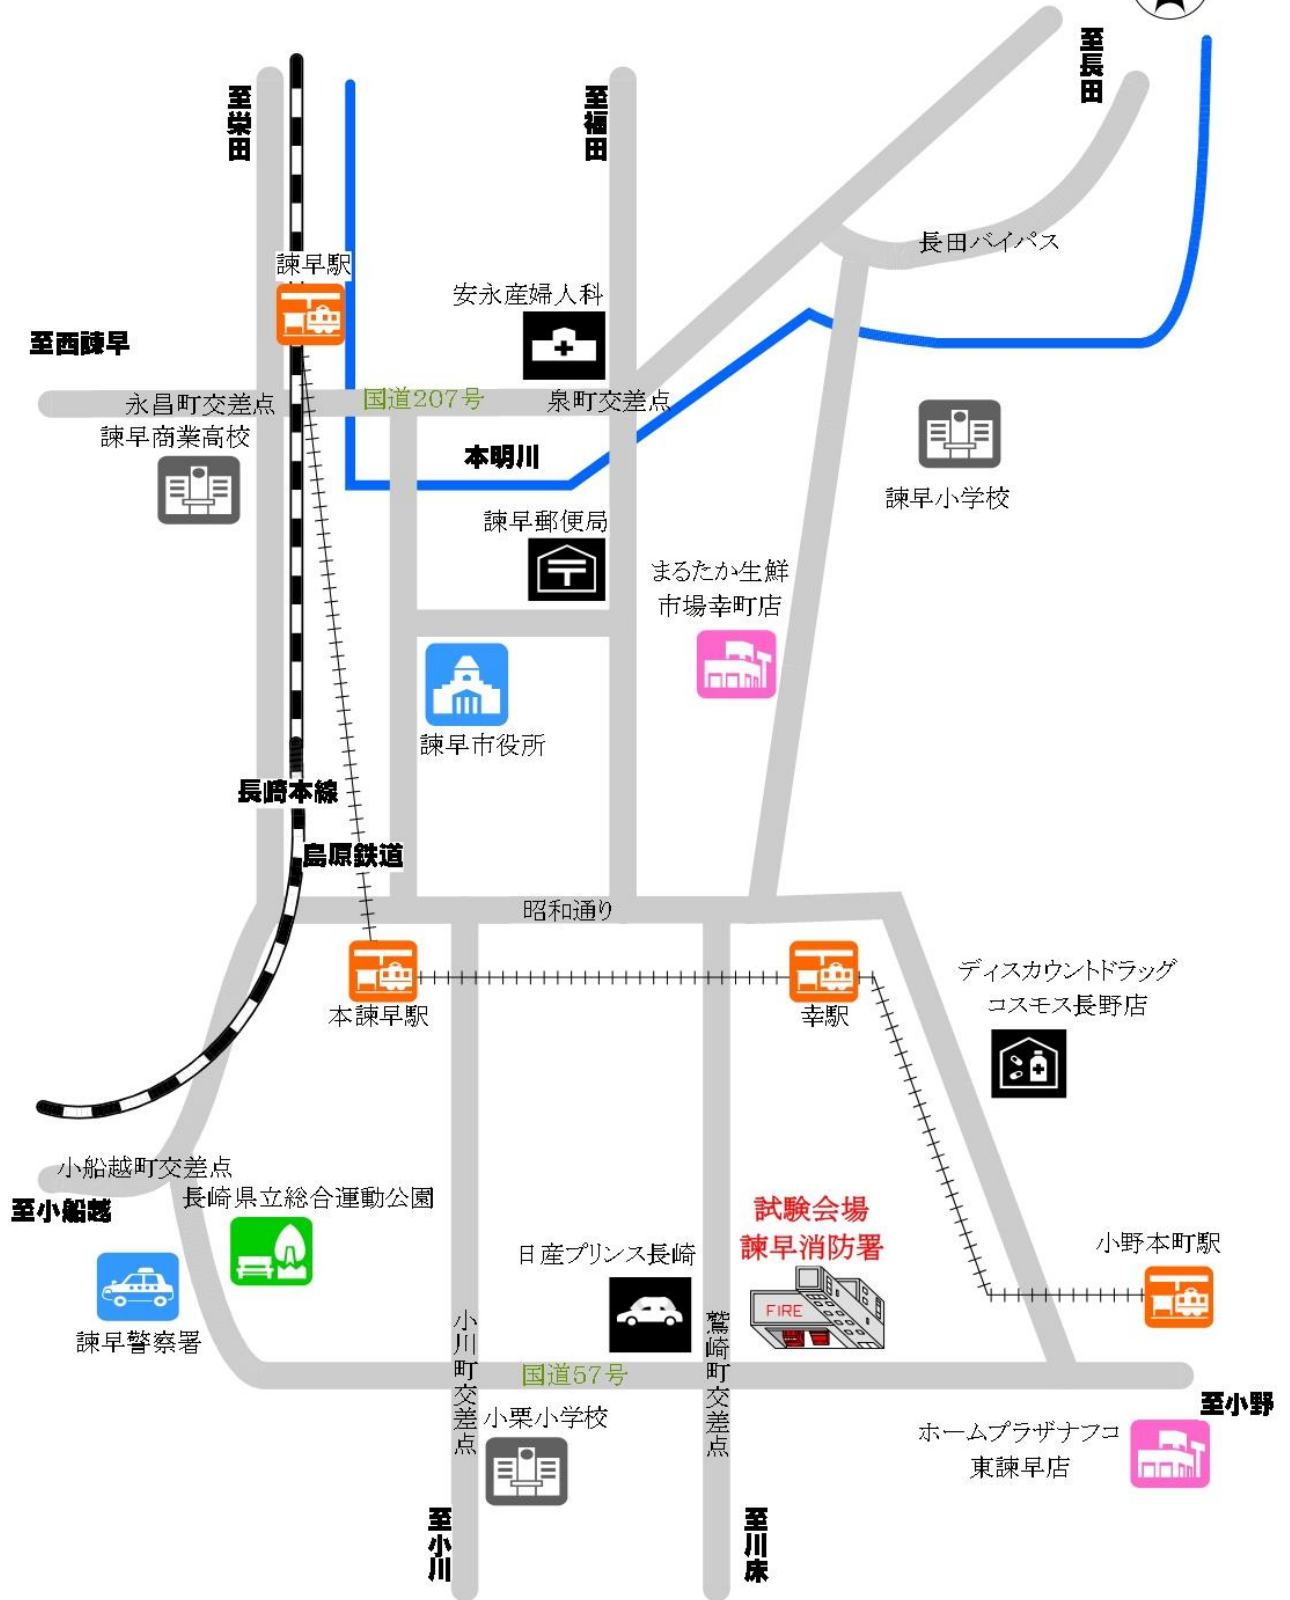 至長田
至栄田
至福田
長田バイパス
諫早駅
安永産婦人科
至西諫早
国道207号
永昌町交差点
泉町交差点
諫早商業高校
本明川
諫早小学校
諫早郵便局
まるたか生鮮
市場幸町店
諫早市役所
長崎本線
島原鉄道
昭和通り
ディスカウントドラッグ
コスモス長野店
本諫早駅
幸駅
小船越町交差点
長崎県立総合運動公園
至小船越
試験会場
諫早消防署
小野本町駅
日産プリンス長崎
FIRE
諫早警察署
小川町交差点
鷲崎町交差点
国道57号
至小野
小栗小学校
ホームプラザナフコ
東諫早店
至小川
至川床